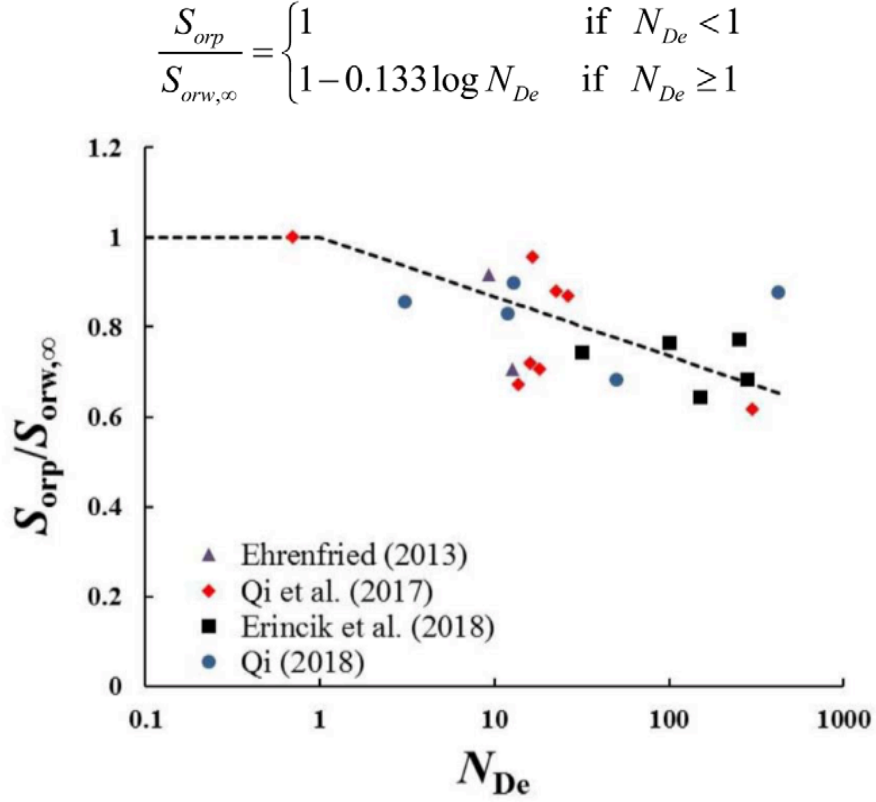 S_orp / S_orw,∞ = { 1 if N_De < 1
1 − 0.133 log N_De if N_De ≥ 1
1.2
1
0.8
0.6
0.4
0.2
0
S_orp/S_orw,∞
Ehrenfried (2013)
Qi et al. (2017)
Erincik et al. (2018)
Qi (2018)
0.1 1 10 100 1000
N_De